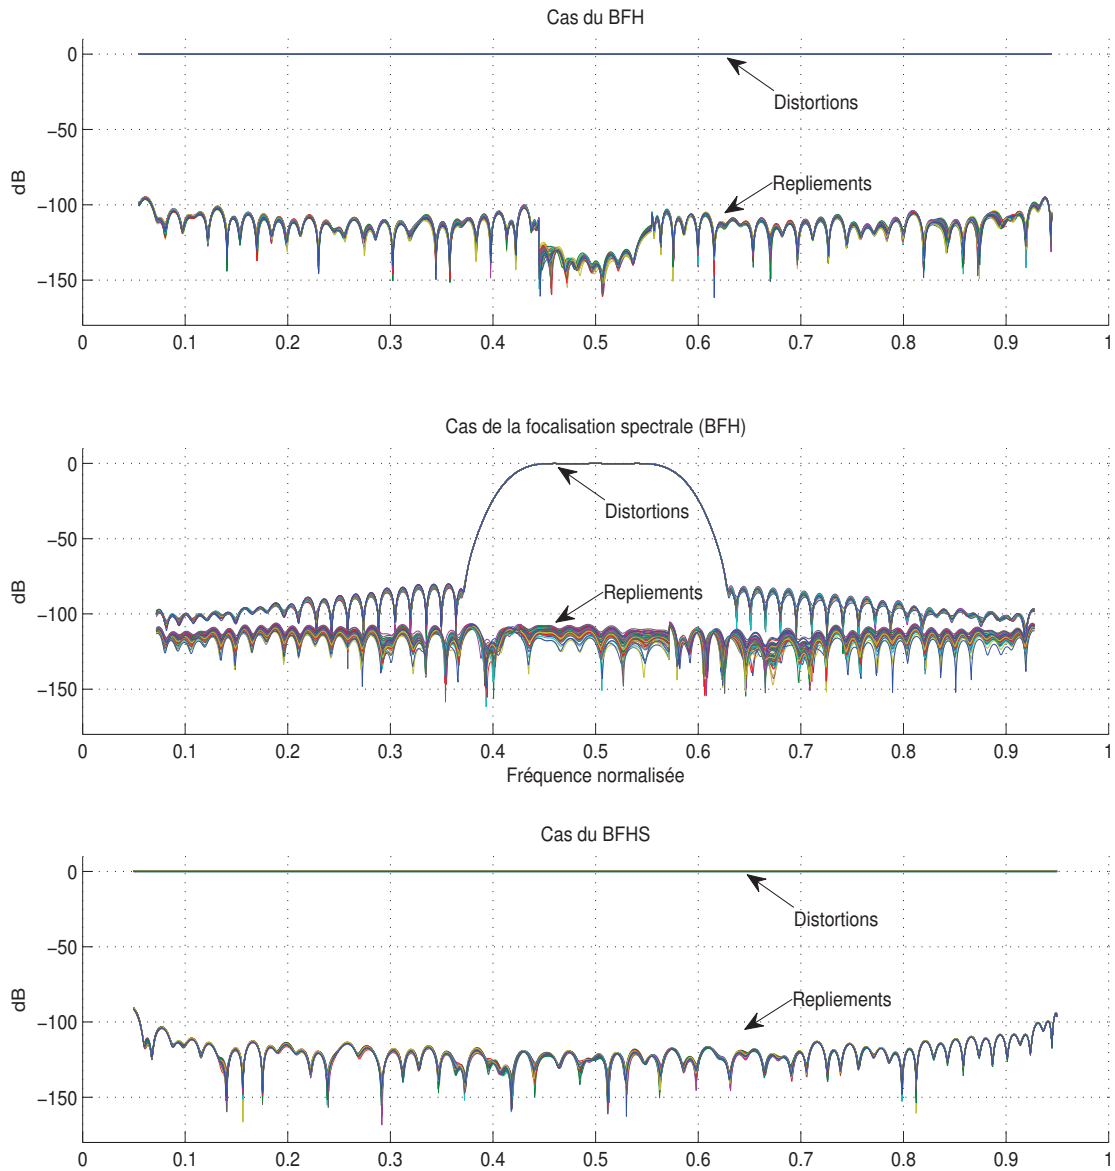 Cas du BFH
0
Distortions
−50
dB
Repliements
−100
−150
0 0.1 0.2 0.3 0.4 0.5 0.6 0.7 0.8 0.9 1
Cas de la focalisation spectrale (BFH)
0
Distortions
−50
dB
Repliements
−100
−150
0 0.1 0.2 0.3 0.4 0.5 0.6 0.7 0.8 0.9 1
Fréquence normalisée
Cas du BFHS
0
Distortions
−50
dB
Repliements
−100
−150
0 0.1 0.2 0.3 0.4 0.5 0.6 0.7 0.8 0.9 1